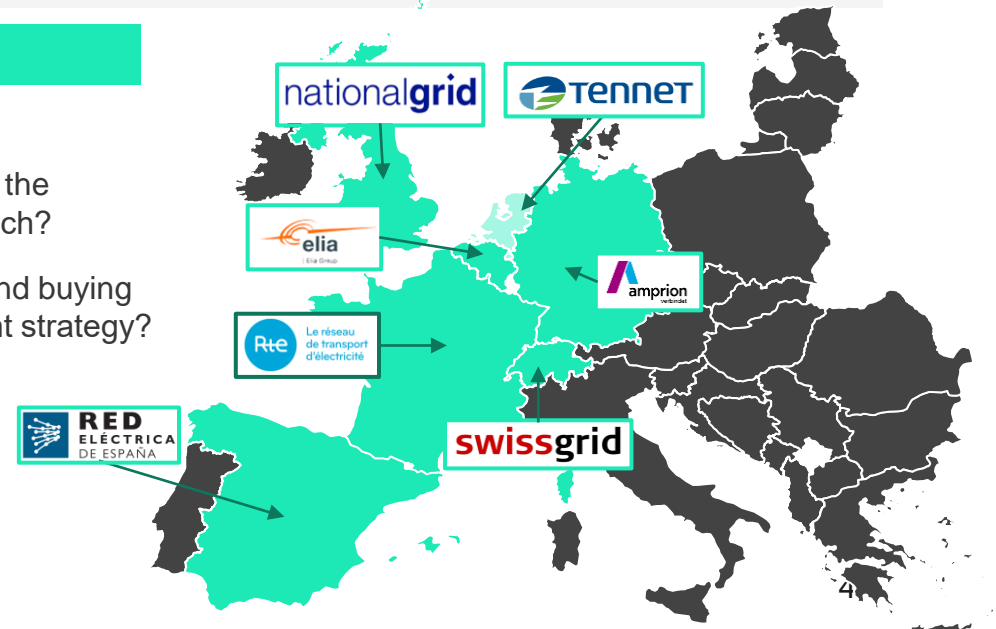 the
ch?
nd buying
nt strategy?
nationalgrid
TENNET
elia
Elia Group
amprion
verbindet
Rte
Le réseau
de transport
d'électricité
RED
ELÉCTRICA
DE ESPAÑA
swissgrid
4